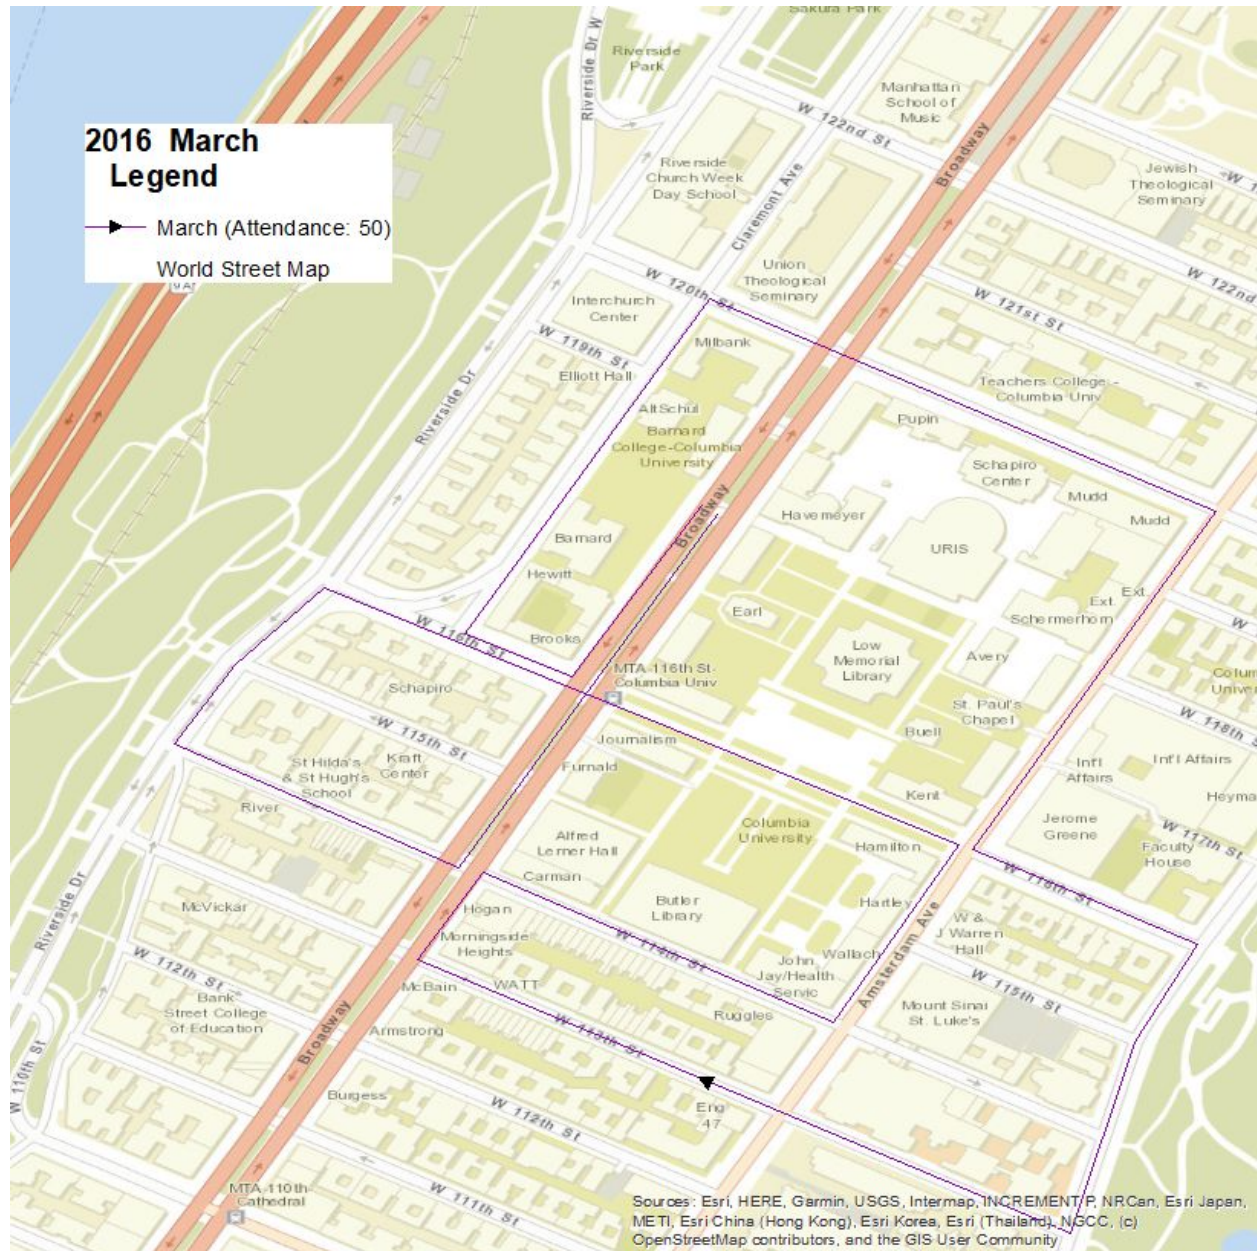 Sakura Park
Riverside
Park
Riverside Dr W
Manhattan
School of
Music
W 122nd St
Broadway
2016 March
Legend
March (Attendance: 50)
World Street Map
9A
Riverside
Church Week
Day School
Claremont Ave
Jewish
Theological
Seminary
Union
Theological
Seminary
W 120th St
W 122nd
W 121st St
Interchurch
Center
W 119th St
Milbank
Elliott Hall
Riverside Dr
Teachers College -
Columbia Univ
AltSchul
Barnard
College-Columbia
University
Pupin
Schapiro
Center
Mudd
Mudd
Broadway
Havemeyer
URIS
Barnard
Hewitt
Earl
Ext.
Ext.
Schermerhorn
W 116th St
Brooks
Low
Memorial
Library
Avery
MTA-116th St-
Columbia Univ
Schapiro
St. Paul's
Chapel
Buell
W 118th St
W 115th St
Journalism
Furnald
St Hilda's
& St Hugh's
School
Kraft
Center
Int'l
Affairs
Int'l Affairs
River
Kent
Heyma
Columbia
University
Jerome
Greene
W 117th St
Alfred
Lerner Hall
Hamilton
Faculty
House
Carman
W 116th St
Butler
Library
Hartley
McVickar
Hogan
Riverside Dr
Morningside
Heights
W 114th St
W &
J Warren
Hall
Wallach
John
Jay/Health
Servic
Amsterdam Ave
W 112th St
McBain
WATT
W 115th St
Bank
Street College
of Education
Mount Sinai
St. Luke's
Ruggles
Armstrong
W 113th St
Broadway
W 110th St
Burgess
Eng
47
W 112th St
MTA-110th-
Cathedral
W 111th St
Sources: Esri, HERE, Garmin, USGS, Intermap, INCREMENT P, NRCan, Esri Japan,
METI, Esri China (Hong Kong), Esri Korea, Esri (Thailand), NGCC, (c)
OpenStreetMap contributors, and the GIS User Community